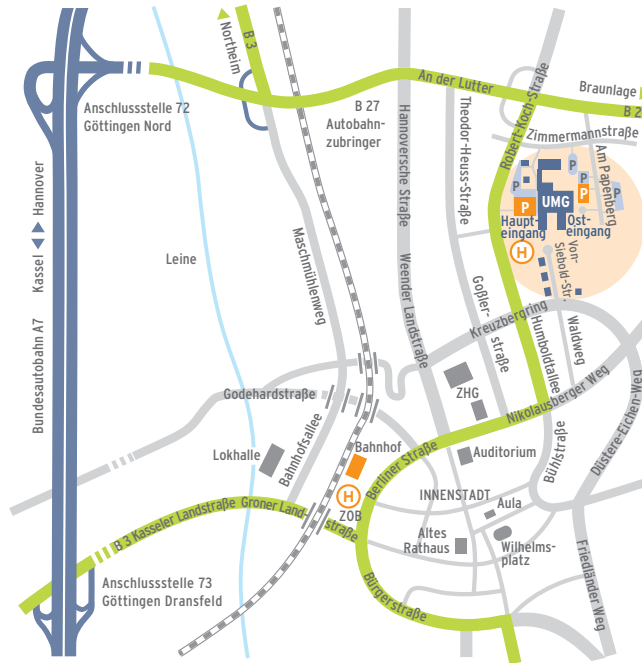 Northeim
B 3
An der Lutter
Braunlage
B 2
Anschlussstelle 72
Göttingen Nord
B 27
Autobahn-
zubringer
Hannoversche Straße
Theodor-Heuss-Straße
Robert-Koch-Straße
Zimmermannstraße
Am Papenberg
P
P
P
P
P
P
UMG
Haupt-
eingang
Ost-
eingang
H
Von-
Siebold-Str.
Kassel
Hannover
Bundesautobahn A7
Leine
Maschmühlenweg
Weender Landstraße
Goßler-
straße
Kreuzbergring
Humboldtallee
Waldweg
Godehardstraße
ZHG
Nikolausberger Weg
Düstere-Eichen-Weg
Lokhalle
Bahnhofsallee
Bahnhof
Berliner Straße
Auditorium
Bühlstraße
H
ZOB
INNENSTADT
Aula
B 3 Kasseler Landstraße
Groner Land-
straße
Altes
Rathaus
Wilhelms-
platz
Anschlussstelle 73
Göttingen Dransfeld
Bürgerstraße
Friedländer Weg